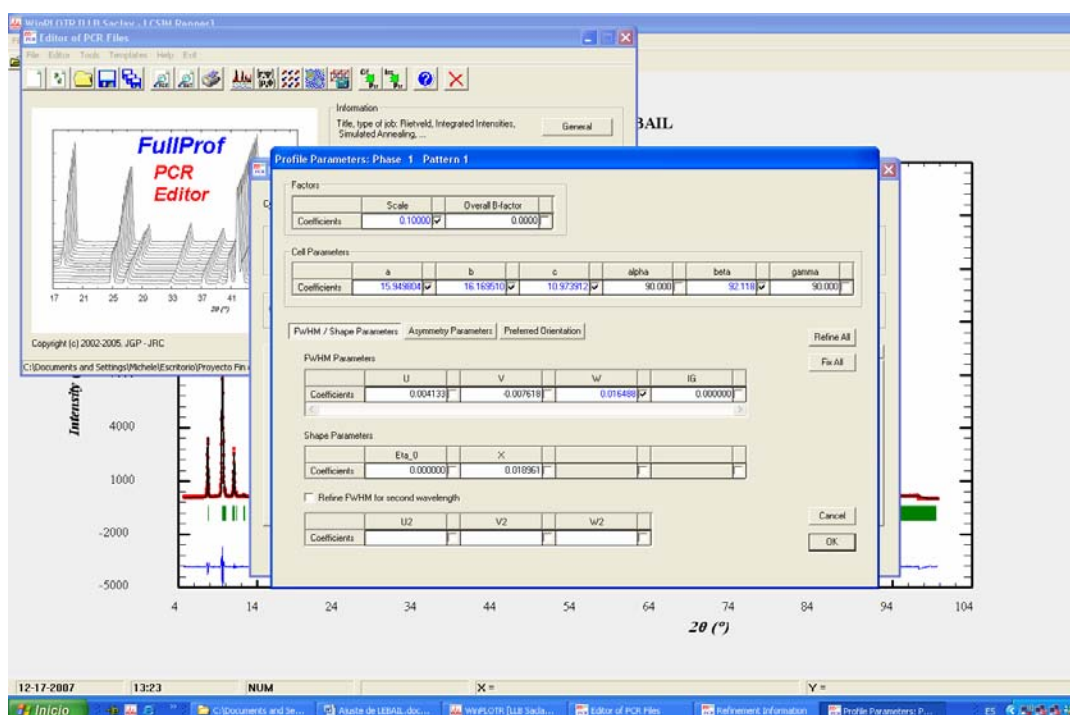 WinPLOTR [LLB Saclay - LCSIM Rennes]
Editor of PCR Files
File Editor Tools Templates Help Exit
Information
Title, type of job: Rietveld, Integrated Intensities,
Simulated Annealing, ...
General
BAIL
FullProf
PCR
Editor
17 21 25 29 33 37 41
2θ (°)
Copyright (c) 2002-2005. JGP - JRC
C:\Documents and Settings\Michele\Escritorio\Proyecto Fin
Profile Parameters: Phase 1 Pattern 1
Factors
Scale Overall B-factor
Coefficients 0.10000 0.0000
Cell Parameters
a b c alpha beta gamma
Coefficients 15.949804 16.169510 10.973912 90.000 92.118 90.000
FWHM / Shape Parameters Asymmetry Parameters Preferred Orientation
Refine All
Fix All
FWHM Parameters
U V W IG
Coefficients 0.004133 -0.007618 0.016488 0.000000
Shape Parameters
Eta_0 X
Coefficients 0.000000 0.018961
Refine FWHM for second wavelength
U2 V2 W2
Coefficients
Cancel
OK
Intensity
4000
1000
-2000
-5000
4 14 24 34 44 54 64 74 84 94 104
2θ (°)
12-17-2007 13:23 NUM X = Y =
Inicio C:\Documents and Se... Ajuste de LEBAIL.doc... WinPLOTR [LLB Sacla... Editor of PCR Files Refinement Information Profile Parameters: P... ES